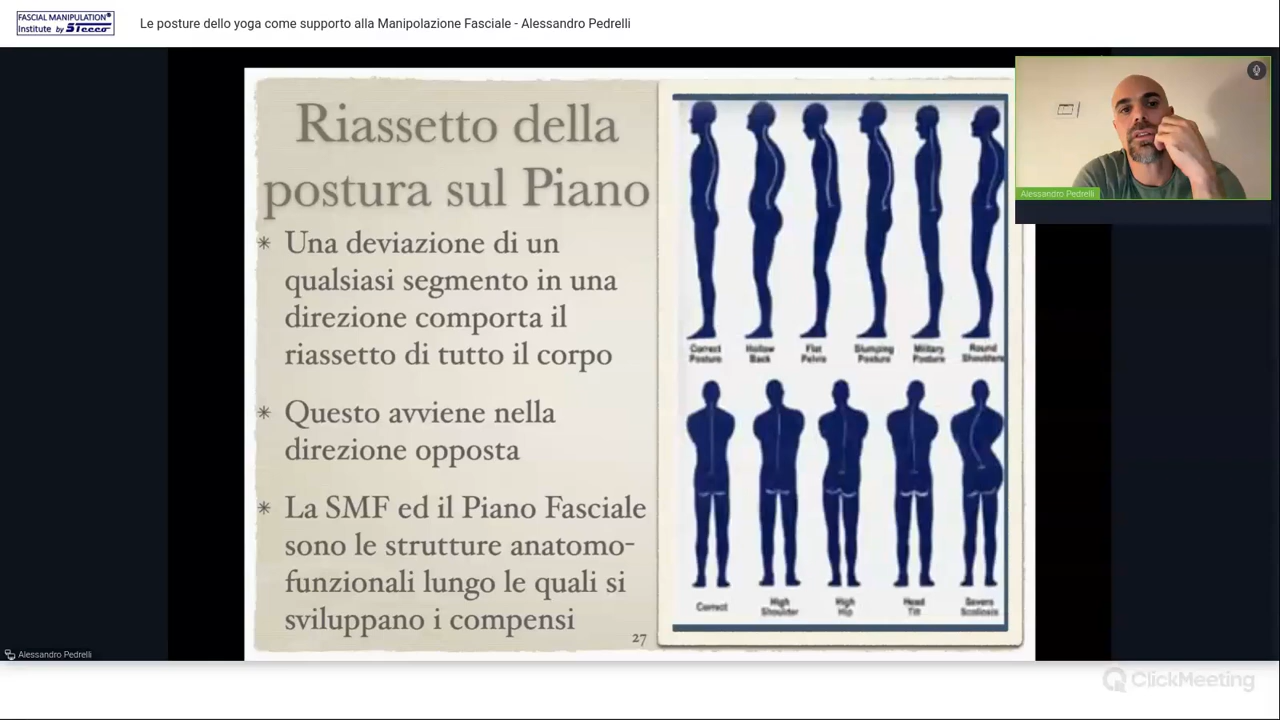 FASCIAL MANIPULATION®
Institute by Stecco
Le posture dello yoga come supporto alla Manipolazione Fasciale - Alessandro Pedrelli
Riassetto della
postura sul Piano
Una deviazione di un
qualsiasi segmento in una
direzione comporta il
riassetto di tutto il corpo
Questo avviene nella
direzione opposta
La SMF ed il Piano Fasciale
sono le strutture anatomo-
funzionali lungo le quali si
sviluppano i compensi
27
Correct Hollow Flat Slumping Military Round
Posture Back Pelvis Posture Posture Shoulders
Correct High High Head Severe
Shoulder Hip Tilt Scoliosis
Alessandro Pedrelli
Alessandro Pedrelli
ClickMeeting